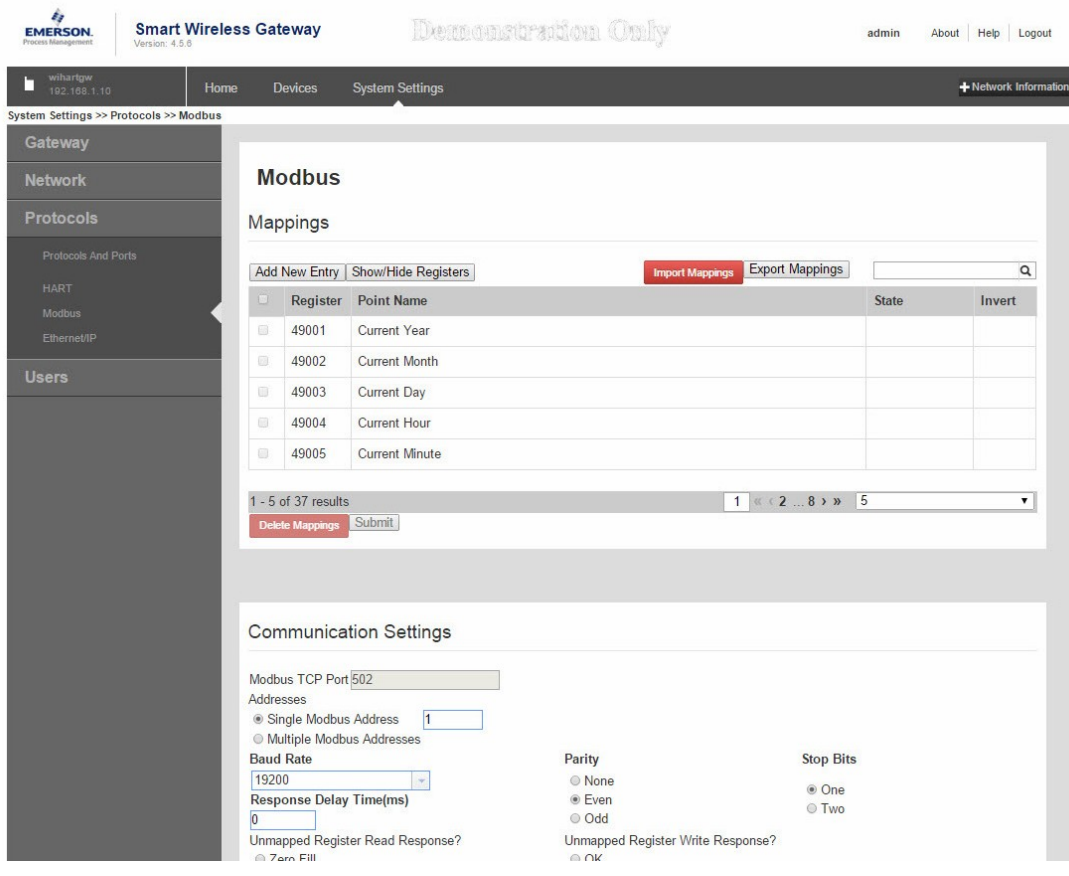 EMERSON.
Process Management
Smart Wireless Gateway
Version: 4.5.6
Demonstration Only
admin About Help Logout
wihartgw
192.168.1.10
Home Devices System Settings
Network Information
System Settings >> Protocols >> Modbus
Gateway
Network
Protocols
Protocols And Ports
HART
Modbus
Ethernet/IP
Users
Modbus
Mappings
Add New Entry Show/Hide Registers Import Mappings Export Mappings
Register Point Name State Invert
49001 Current Year
49002 Current Month
49003 Current Day
49004 Current Hour
49005 Current Minute
1 - 5 of 37 results 1 « ‹ 2 ... 8 › » 5
Delete Mappings Submit
Communication Settings
Modbus TCP Port 502
Addresses
Single Modbus Address 1
Multiple Modbus Addresses
Baud Rate Parity Stop Bits
19200 None
One
Response Delay Time(ms) Even
Two
0 Odd
Unmapped Register Read Response? Unmapped Register Write Response?
Zero Fill OK